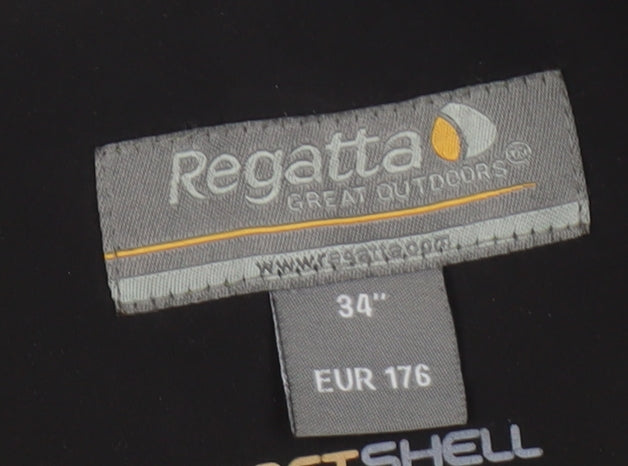 Regatta
GREAT OUTDOORS
www.regatta.com
34"
EUR 176
SHELL